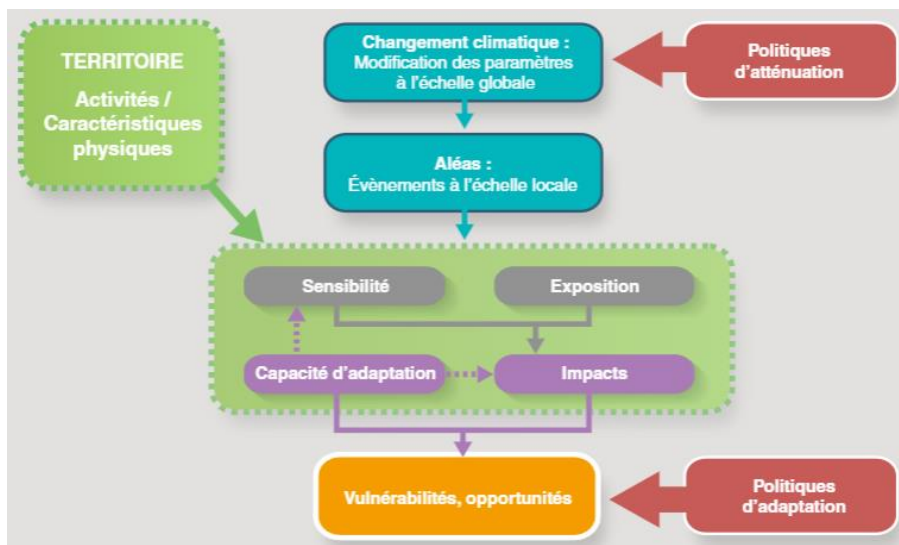 TERRITOIRE
Activités /
Caractéristiques
physiques
Changement climatique :
Modification des paramètres
à l'échelle globale
Politiques
d'atténuation
Aléas :
Évènements à l'échelle locale
Sensibilité
Exposition
Capacité d'adaptation
Impacts
Vulnérabilités, opportunités
Politiques
d'adaptation